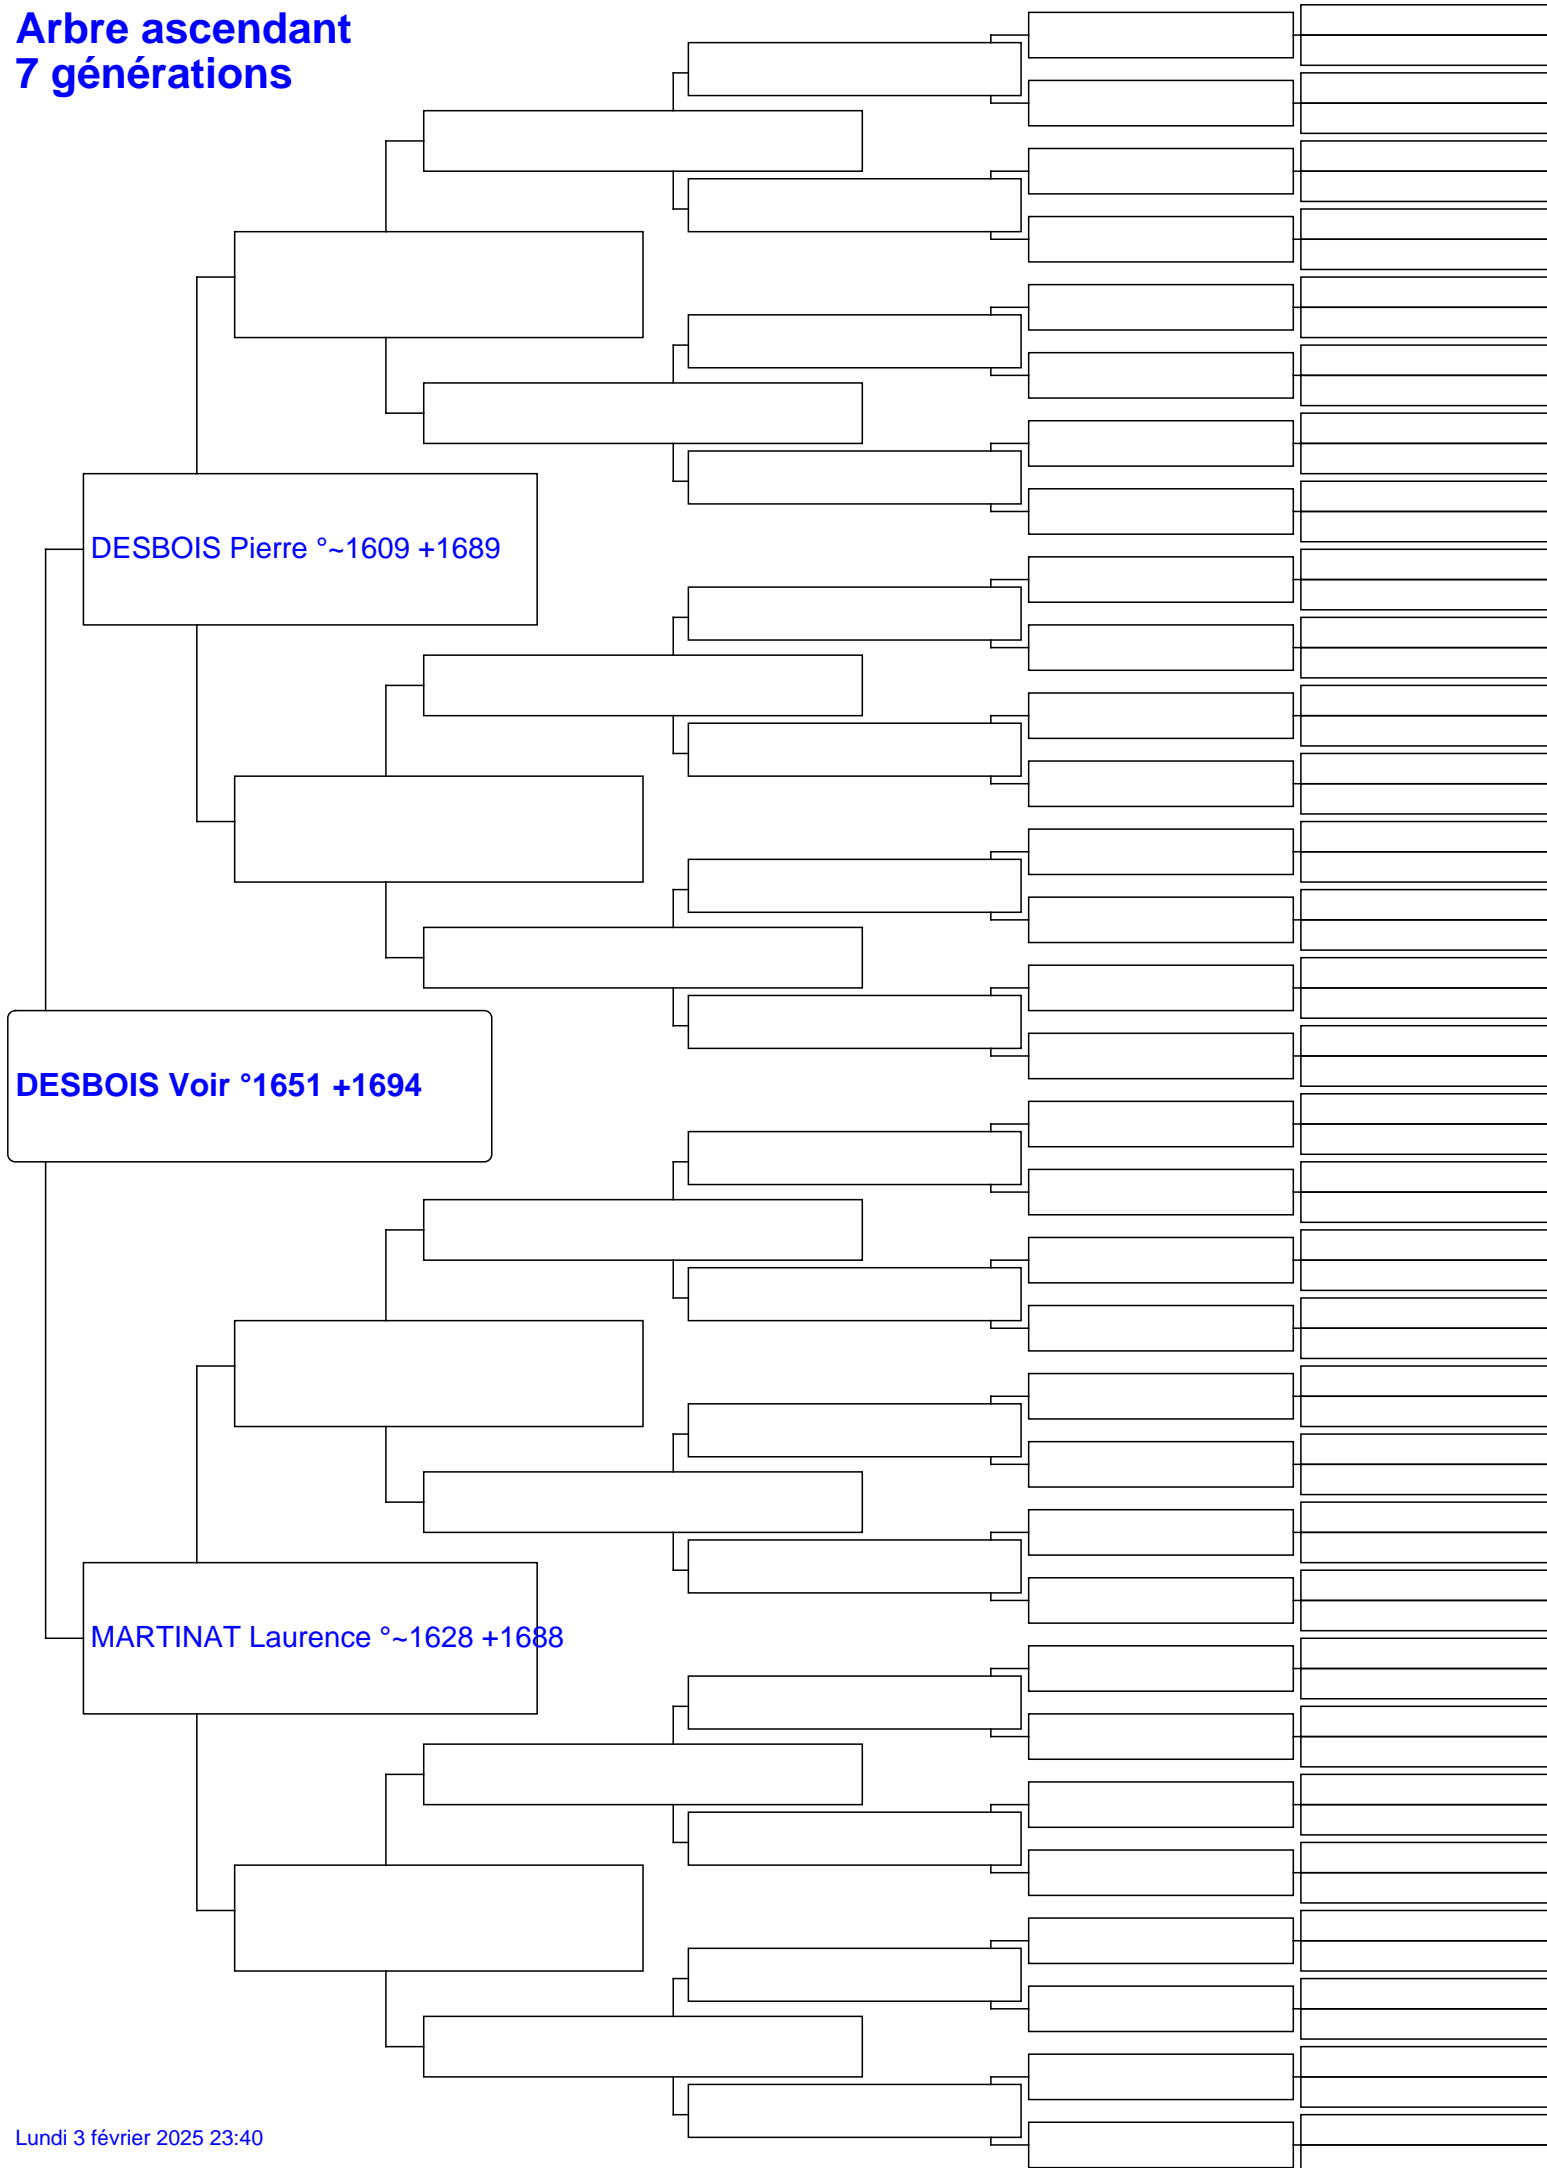 Arbre ascendant
7 générations
DESBOIS Pierre °~1609 +1689
DESBOIS Voir °1651 +1694
MARTINAT Laurence °~1628 +1688
Lundi 3 février 2025 23:40